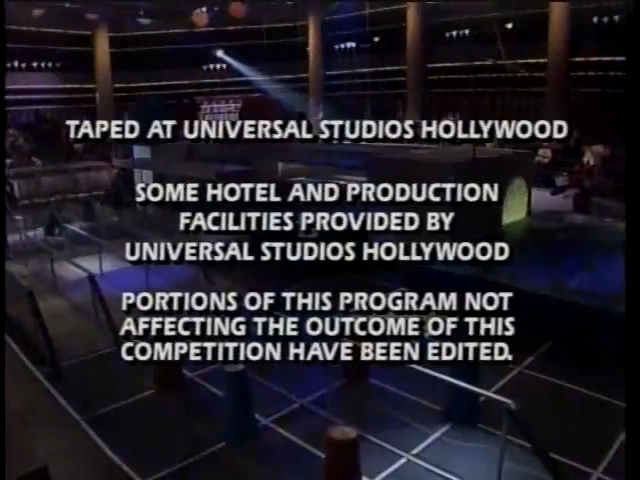 TAPED AT UNIVERSAL STUDIOS HOLLYWOOD
SOME HOTEL AND PRODUCTION
FACILITIES PROVIDED BY
UNIVERSAL STUDIOS HOLLYWOOD
PORTIONS OF THIS PROGRAM NOT
AFFECTING THE OUTCOME OF THIS
COMPETITION HAVE BEEN EDITED.